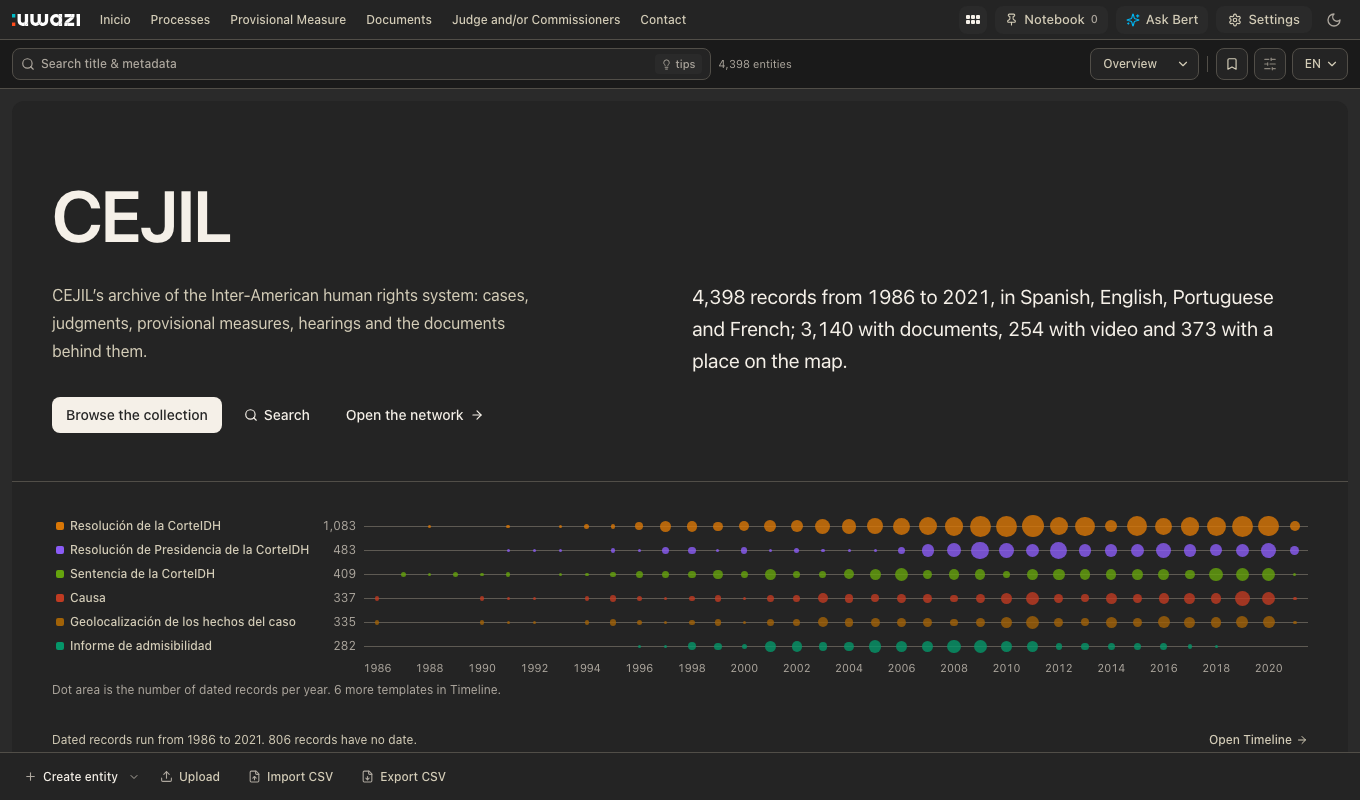 uwazi
Inicio
Processes
Provisional Measure
Documents
Judge and/or Commissioners
Contact
Notebook 0
Ask Bert
Settings
Search title & metadata
tips
4,398 entities
Overview
EN
CEJIL
CEJIL’s archive of the Inter-American human rights system: cases,
judgments, provisional measures, hearings and the documents
behind them.
4,398 records from 1986 to 2021, in Spanish, English, Portuguese
and French; 3,140 with documents, 254 with video and 373 with a
place on the map.
Browse the collection
Search
Open the network →
Resolución de la CorteIDH 1,083
Resolución de Presidencia de la CorteIDH 483
Sentencia de la CorteIDH 409
Causa 337
Geolocalización de los hechos del caso 335
Informe de admisibilidad 282
1986 1988 1990 1992 1994 1996 1998 2000 2002 2004 2006 2008 2010 2012 2014 2016 2018 2020
Dot area is the number of dated records per year. 6 more templates in Timeline.
Dated records run from 1986 to 2021. 806 records have no date.
Open Timeline →
Create entity
Upload
Import CSV
Export CSV